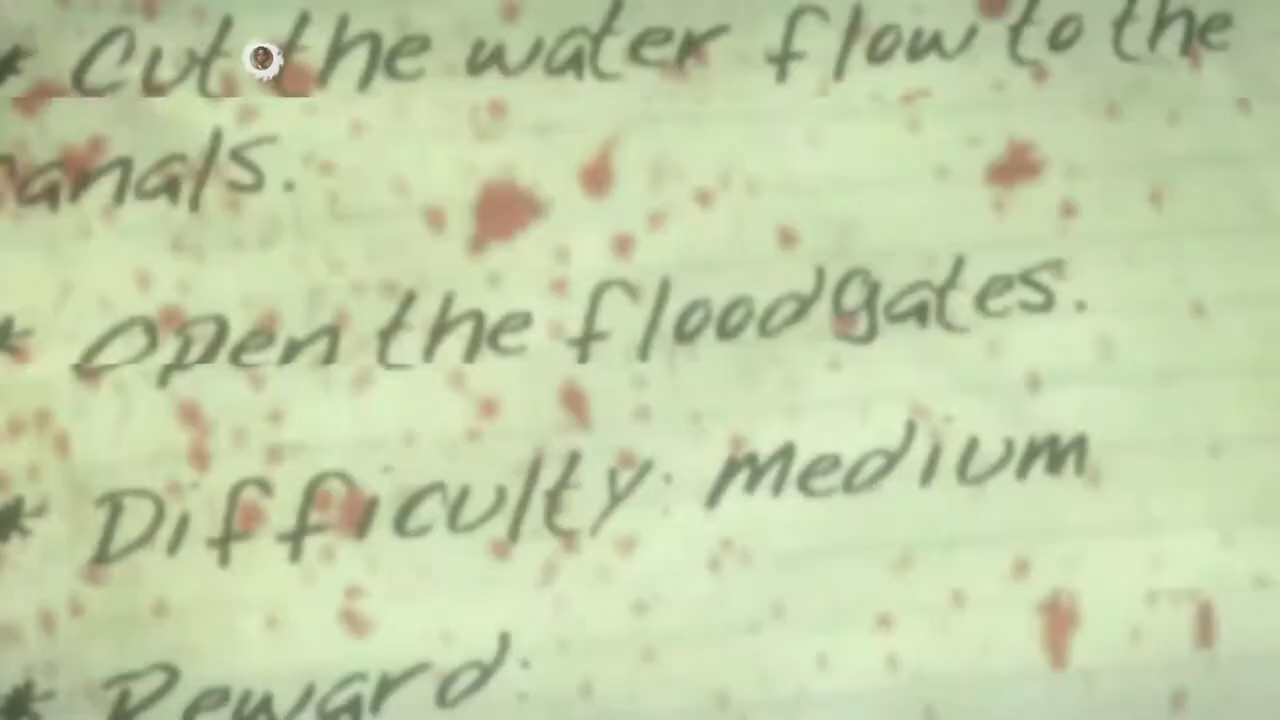 * Cut the water flow to the
canals.
* Open the floodgates.
* Difficulty: medium
* Reward: